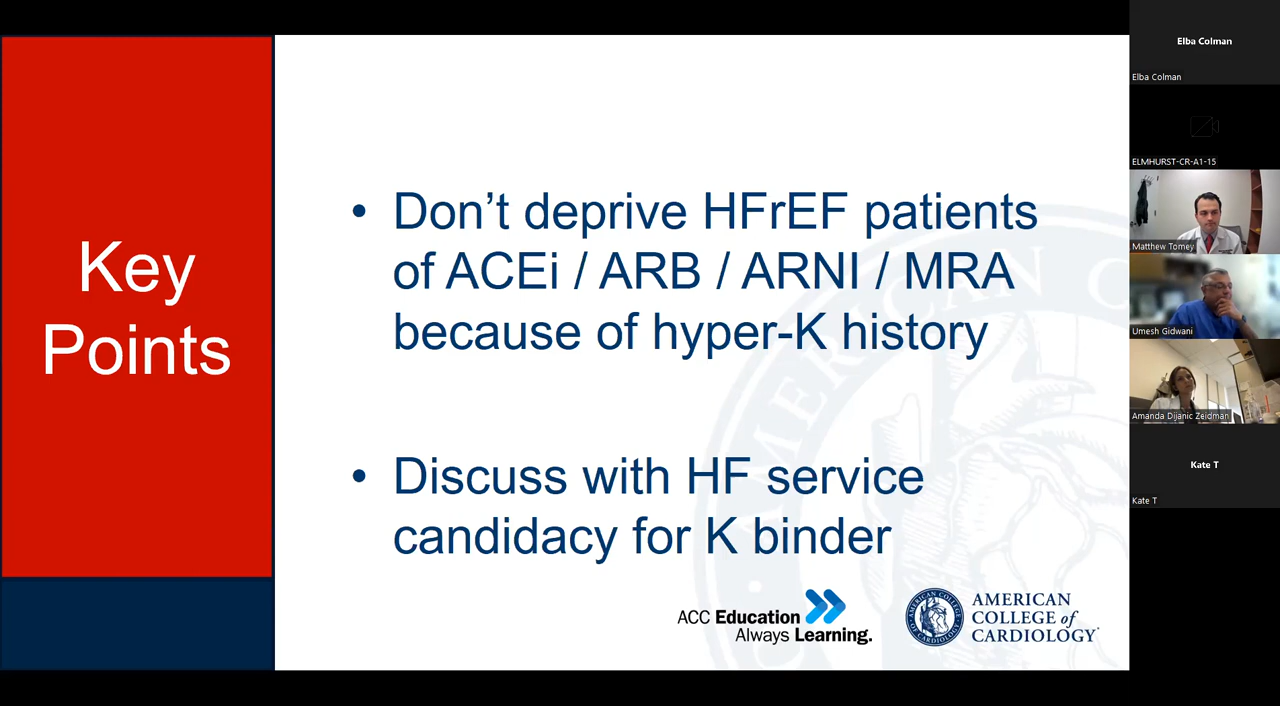 Key
Points
• Don’t deprive HFrEF patients
of ACEi / ARB / ARNI / MRA
because of hyper-K history
• Discuss with HF service
candidacy for K binder
ACC Education
Always Learning.
AMERICAN
COLLEGE of
CARDIOLOGY®
Elba Colman
Elba Colman
ELMHURST-CR-A1-15
Matthew Tomey
Umesh Gidwani
Amanda Dijanic Zeidman
Kate T
Kate T